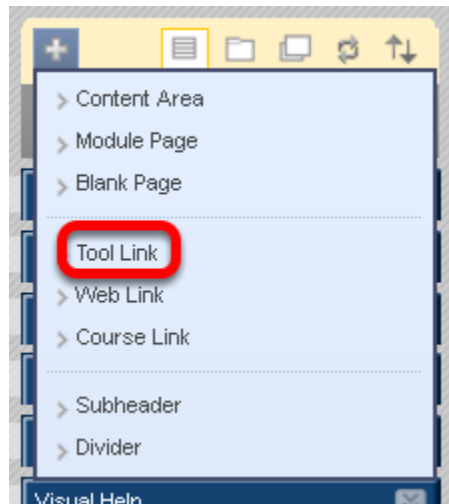 Content Area
Module Page
Blank Page
Tool Link
Web Link
Course Link
Subheader
Divider
Visual Help